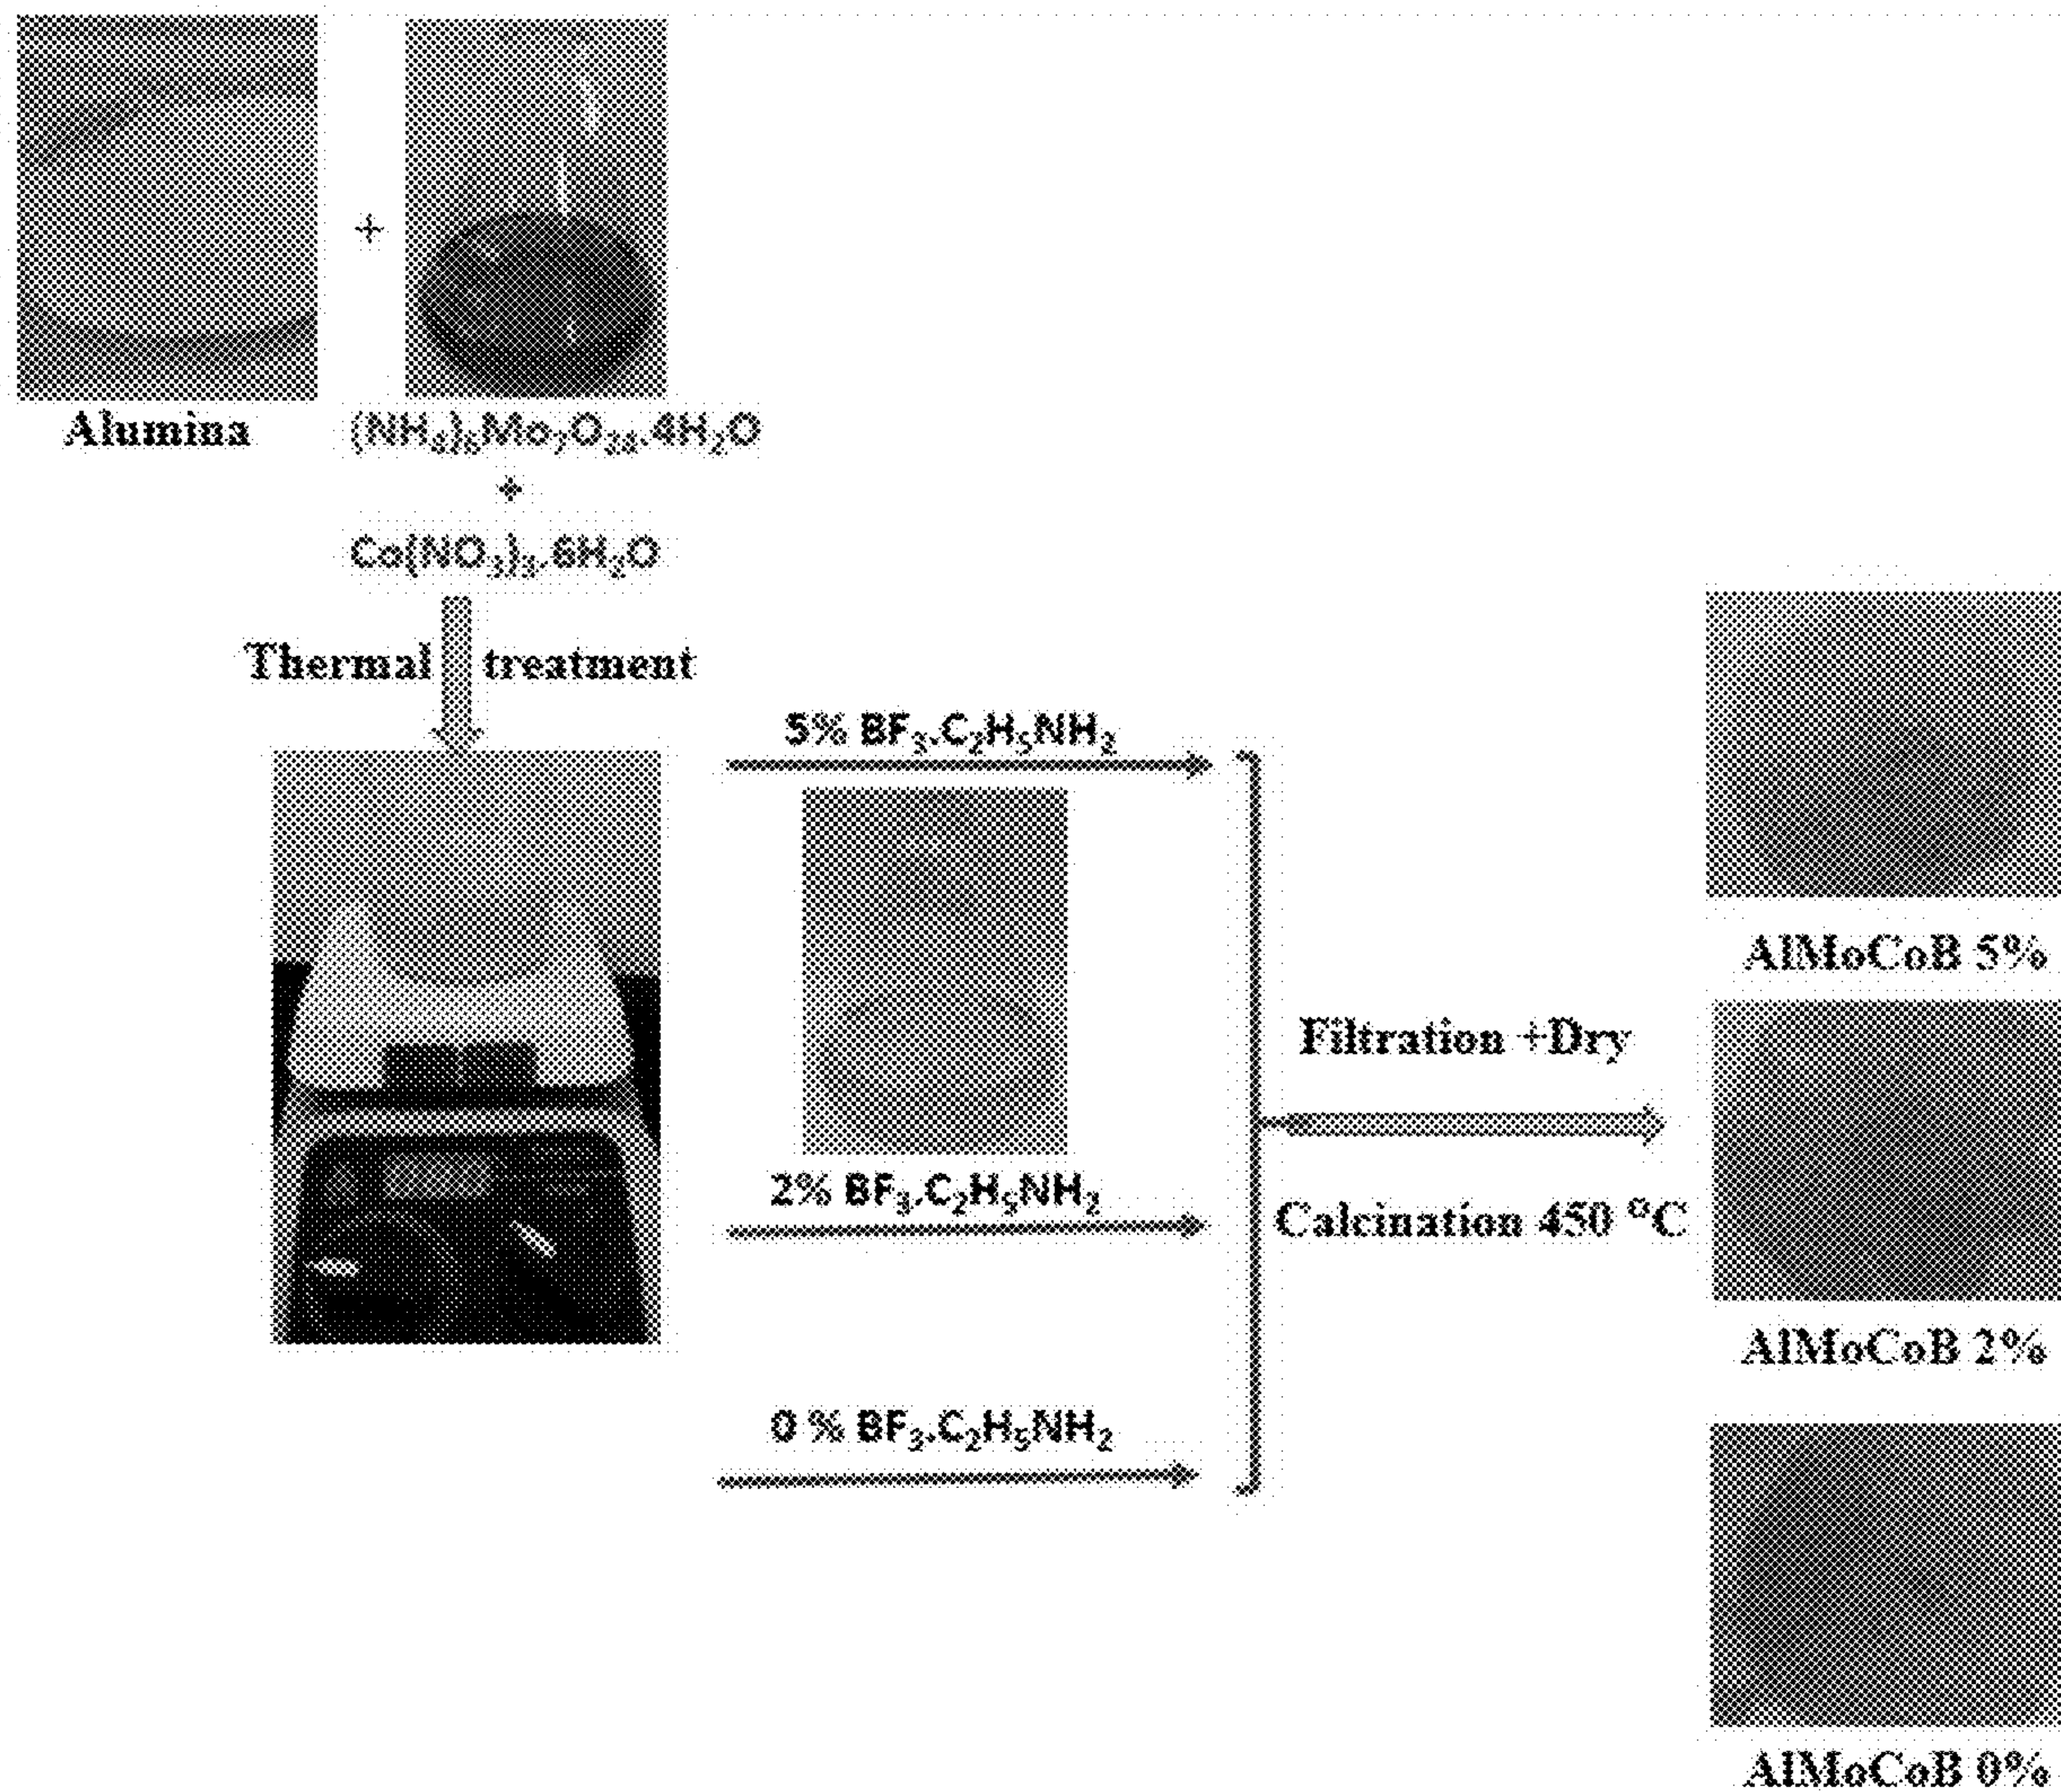 +
Alumina
(NH₄)₆Mo₇O₂₄.4H₂O
+
Co(NO₃)₃.6H₂O
Thermal treatment
5% BF₃.C₂H₅NH₂
2% BF₃.C₂H₅NH₂
0 % BF₃.C₂H₅NH₂
Filtration +Dry
Calcination 450 °C
AlMoCoB 5%
AlMoCoB 2%
AlMoCoB 0%